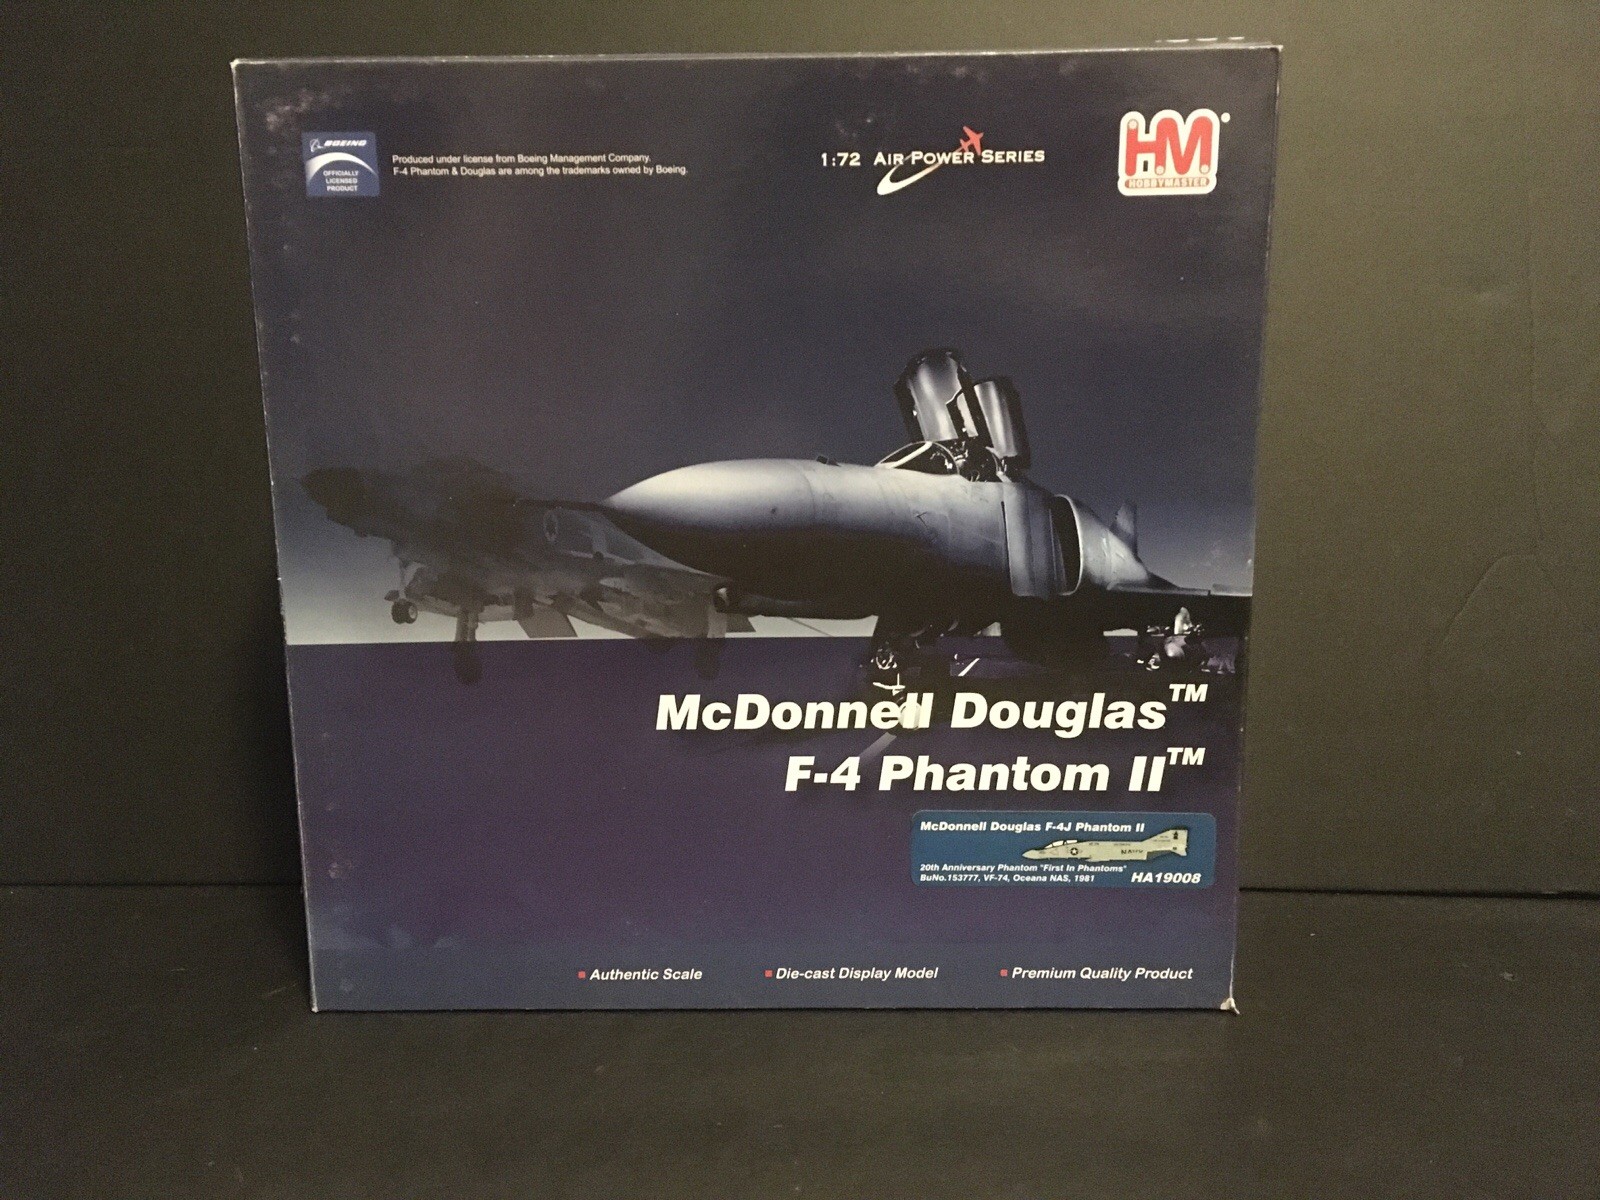 BOEING
OFFICIALLY
LICENSED
PRODUCT
Produced under license from Boeing Management Company.
F-4 Phantom & Douglas are among the trademarks owned by Boeing.
1:72 AIR POWER SERIES
HM
HOBBYMASTER
McDonnell Douglas™
F-4 Phantom II™
McDonnell Douglas F-4J Phantom II
NAVY
20th Anniversary Phantom "First In Phantoms"
BuNo.153777, VF-74, Oceana NAS, 1981
HA19008
Authentic Scale
Die-cast Display Model
Premium Quality Product